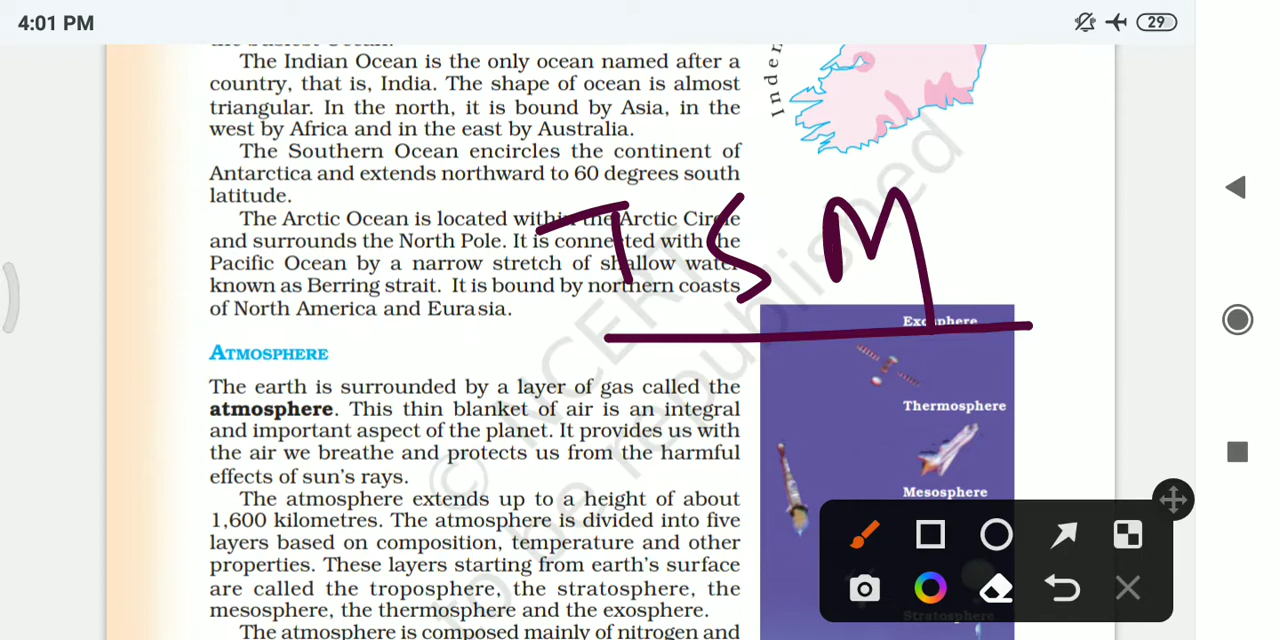 4:01 PM
29
The Indian Ocean is the only ocean named after a
country, that is, India. The shape of ocean is almost
triangular. In the north, it is bound by Asia, in the
west by Africa and in the east by Australia.
The Southern Ocean encircles the continent of
Antarctica and extends northward to 60 degrees south
latitude.
The Arctic Ocean is located within the Arctic Circle
and surrounds the North Pole. It is connected with the
Pacific Ocean by a narrow stretch of shallow water
known as Berring strait. It is bound by northern coasts
of North America and Eurasia.
ATMOSPHERE
The earth is surrounded by a layer of gas called the
atmosphere. This thin blanket of air is an integral
and important aspect of the planet. It provides us with
the air we breathe and protects us from the harmful
effects of sun's rays.
The atmosphere extends up to a height of about
1,600 kilometres. The atmosphere is divided into five
layers based on composition, temperature and other
properties. These layers starting from earth's surface
are called the troposphere, the stratosphere, the
mesosphere, the thermosphere and the exosphere.
The atmosphere is composed mainly of nitrogen and
Inder
TSM
Exosphere
Thermosphere
Mesosphere
Stratosphere
© NCERT
to be republished